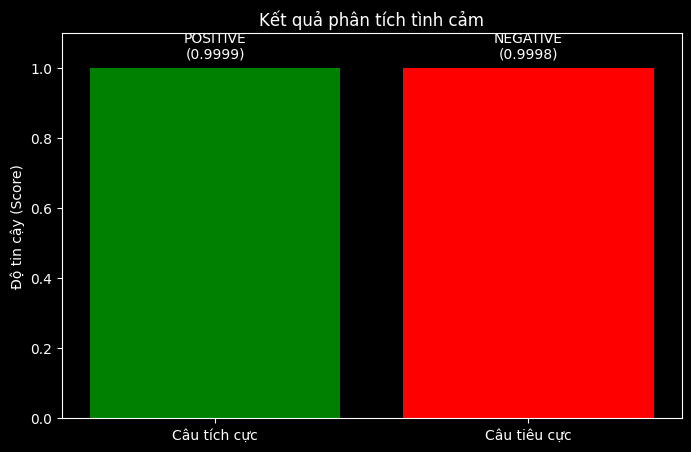 Kết quả phân tích tình cảm
POSITIVE
(0.9999)
NEGATIVE
(0.9998)
Độ tin cậy (Score)
1.0
0.8
0.6
0.4
0.2
0.0
Câu tích cực
Câu tiêu cực